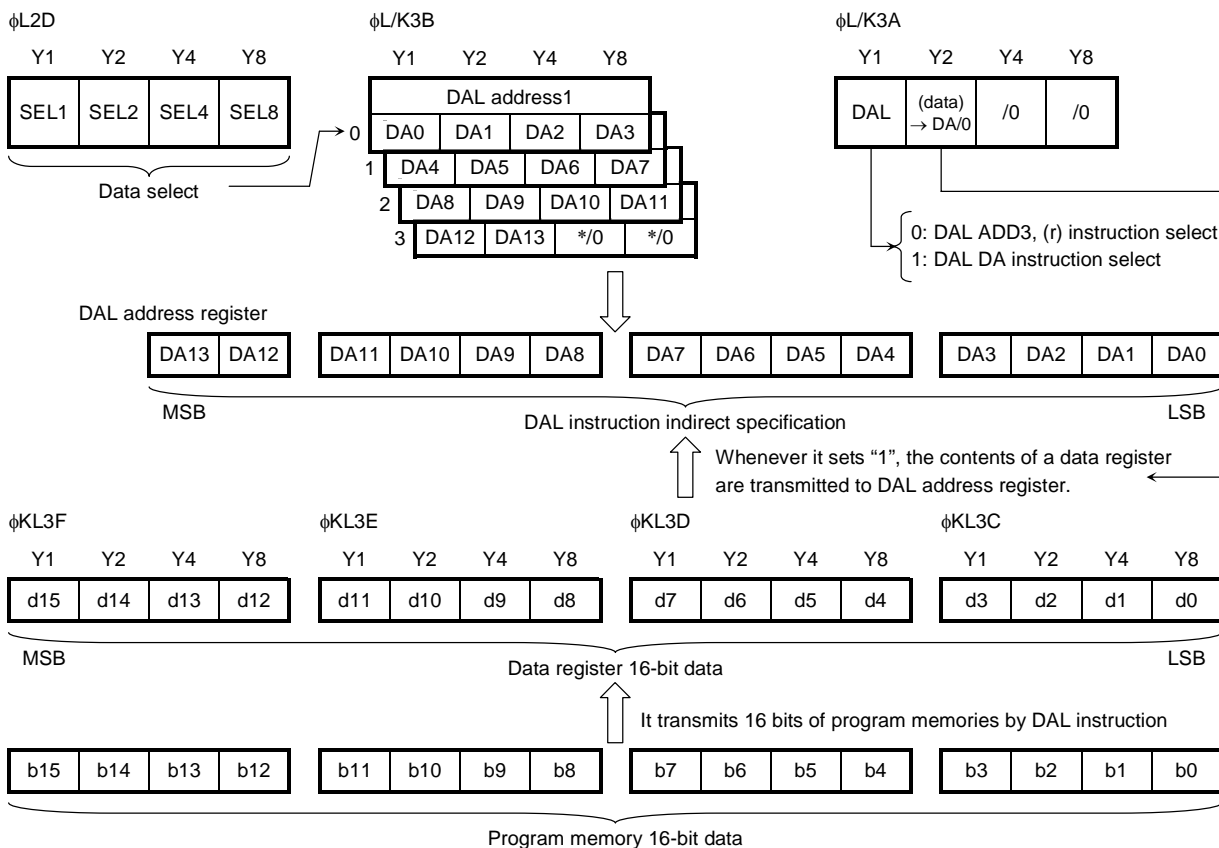 ϕL2D ϕL/K3B ϕL/K3A
Y1 Y2 Y4 Y8 Y1 Y2 Y4 Y8 Y1 Y2 Y4 Y8
SEL1 SEL2 SEL4 SEL8
DAL address1
DAL (data) → DA/0 /0 /0
0 DA0 DA1 DA2 DA3
1 DA4 DA5 DA6 DA7
Data select
2 DA8 DA9 DA10 DA11
3 DA12 DA13 */0 */0
0: DAL ADD3, (r) instruction select
1: DAL DA instruction select
DAL address register
DA13 DA12 DA11 DA10 DA9 DA8 DA7 DA6 DA5 DA4 DA3 DA2 DA1 DA0
MSB LSB
DAL instruction indirect specification
Whenever it sets “1”, the contents of a data register
are transmitted to DAL address register.
ϕKL3F ϕKL3E ϕKL3D ϕKL3C
Y1 Y2 Y4 Y8 Y1 Y2 Y4 Y8 Y1 Y2 Y4 Y8 Y1 Y2 Y4 Y8
d15 d14 d13 d12 d11 d10 d9 d8 d7 d6 d5 d4 d3 d2 d1 d0
MSB LSB
Data register 16-bit data
It transmits 16 bits of program memories by DAL instruction
b15 b14 b13 b12 b11 b10 b9 b8 b7 b6 b5 b4 b3 b2 b1 b0
Program memory 16-bit data